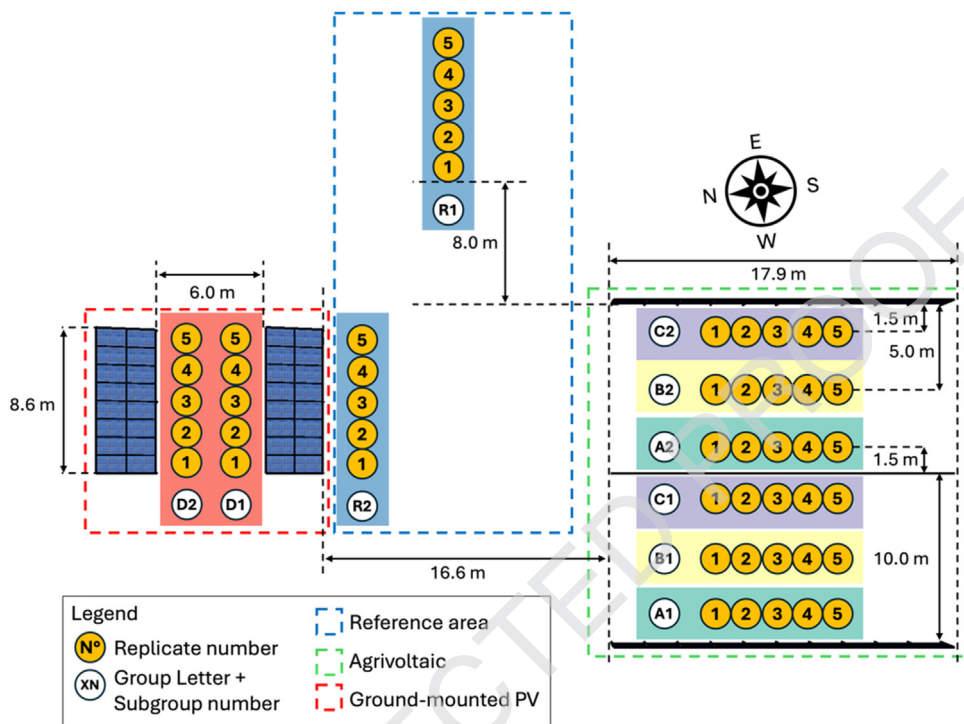 5
4
3
2
1
R1
8.0 m
E
N
S
W
17.9 m
6.0 m
8.6 m
5 5
4 4
3 3
2 2
1 1
D2 D1
5
4
3
2
1
R2
C2 1 2 3 4 5
1.5 m
5.0 m
B2 1 2 3 4 5
A2 1 2 3 4 5
1.5 m
C1 1 2 3 4 5
B1 1 2 3 4 5
10.0 m
A1 1 2 3 4 5
16.6 m
Legend
Nº Replicate number
XN Group Letter +
Subgroup number
Reference area
Agrivoltaic
Ground-mounted PV
ECTED PROOF